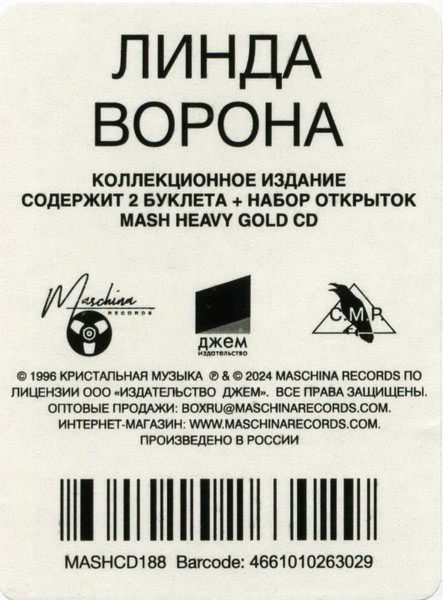 ЛИНДА
ВОРОНА
КОЛЛЕКЦИОННОЕ ИЗДАНИЕ
СОДЕРЖИТ 2 БУКЛЕТА + НАБОР ОТКРЫТОК
MASH HEAVY GOLD CD
Maschina
RECORDS
джем
издательство
C.M.P.
© 1996 КРИСТАЛЬНАЯ МУЗЫКА ℗ & © 2024 MASCHINA RECORDS ПО
ЛИЦЕНЗИИ ООО «ИЗДАТЕЛЬСТВО ДЖЕМ». ВСЕ ПРАВА ЗАЩИЩЕНЫ.
ОПТОВЫЕ ПРОДАЖИ: BOXRU@MASCHINARECORDS.COM.
ИНТЕРНЕТ-МАГАЗИН: WWW.MASCHINARECORDS.COM.
ПРОИЗВЕДЕНО В РОССИИ
MASHCD188 Barcode: 4661010263029